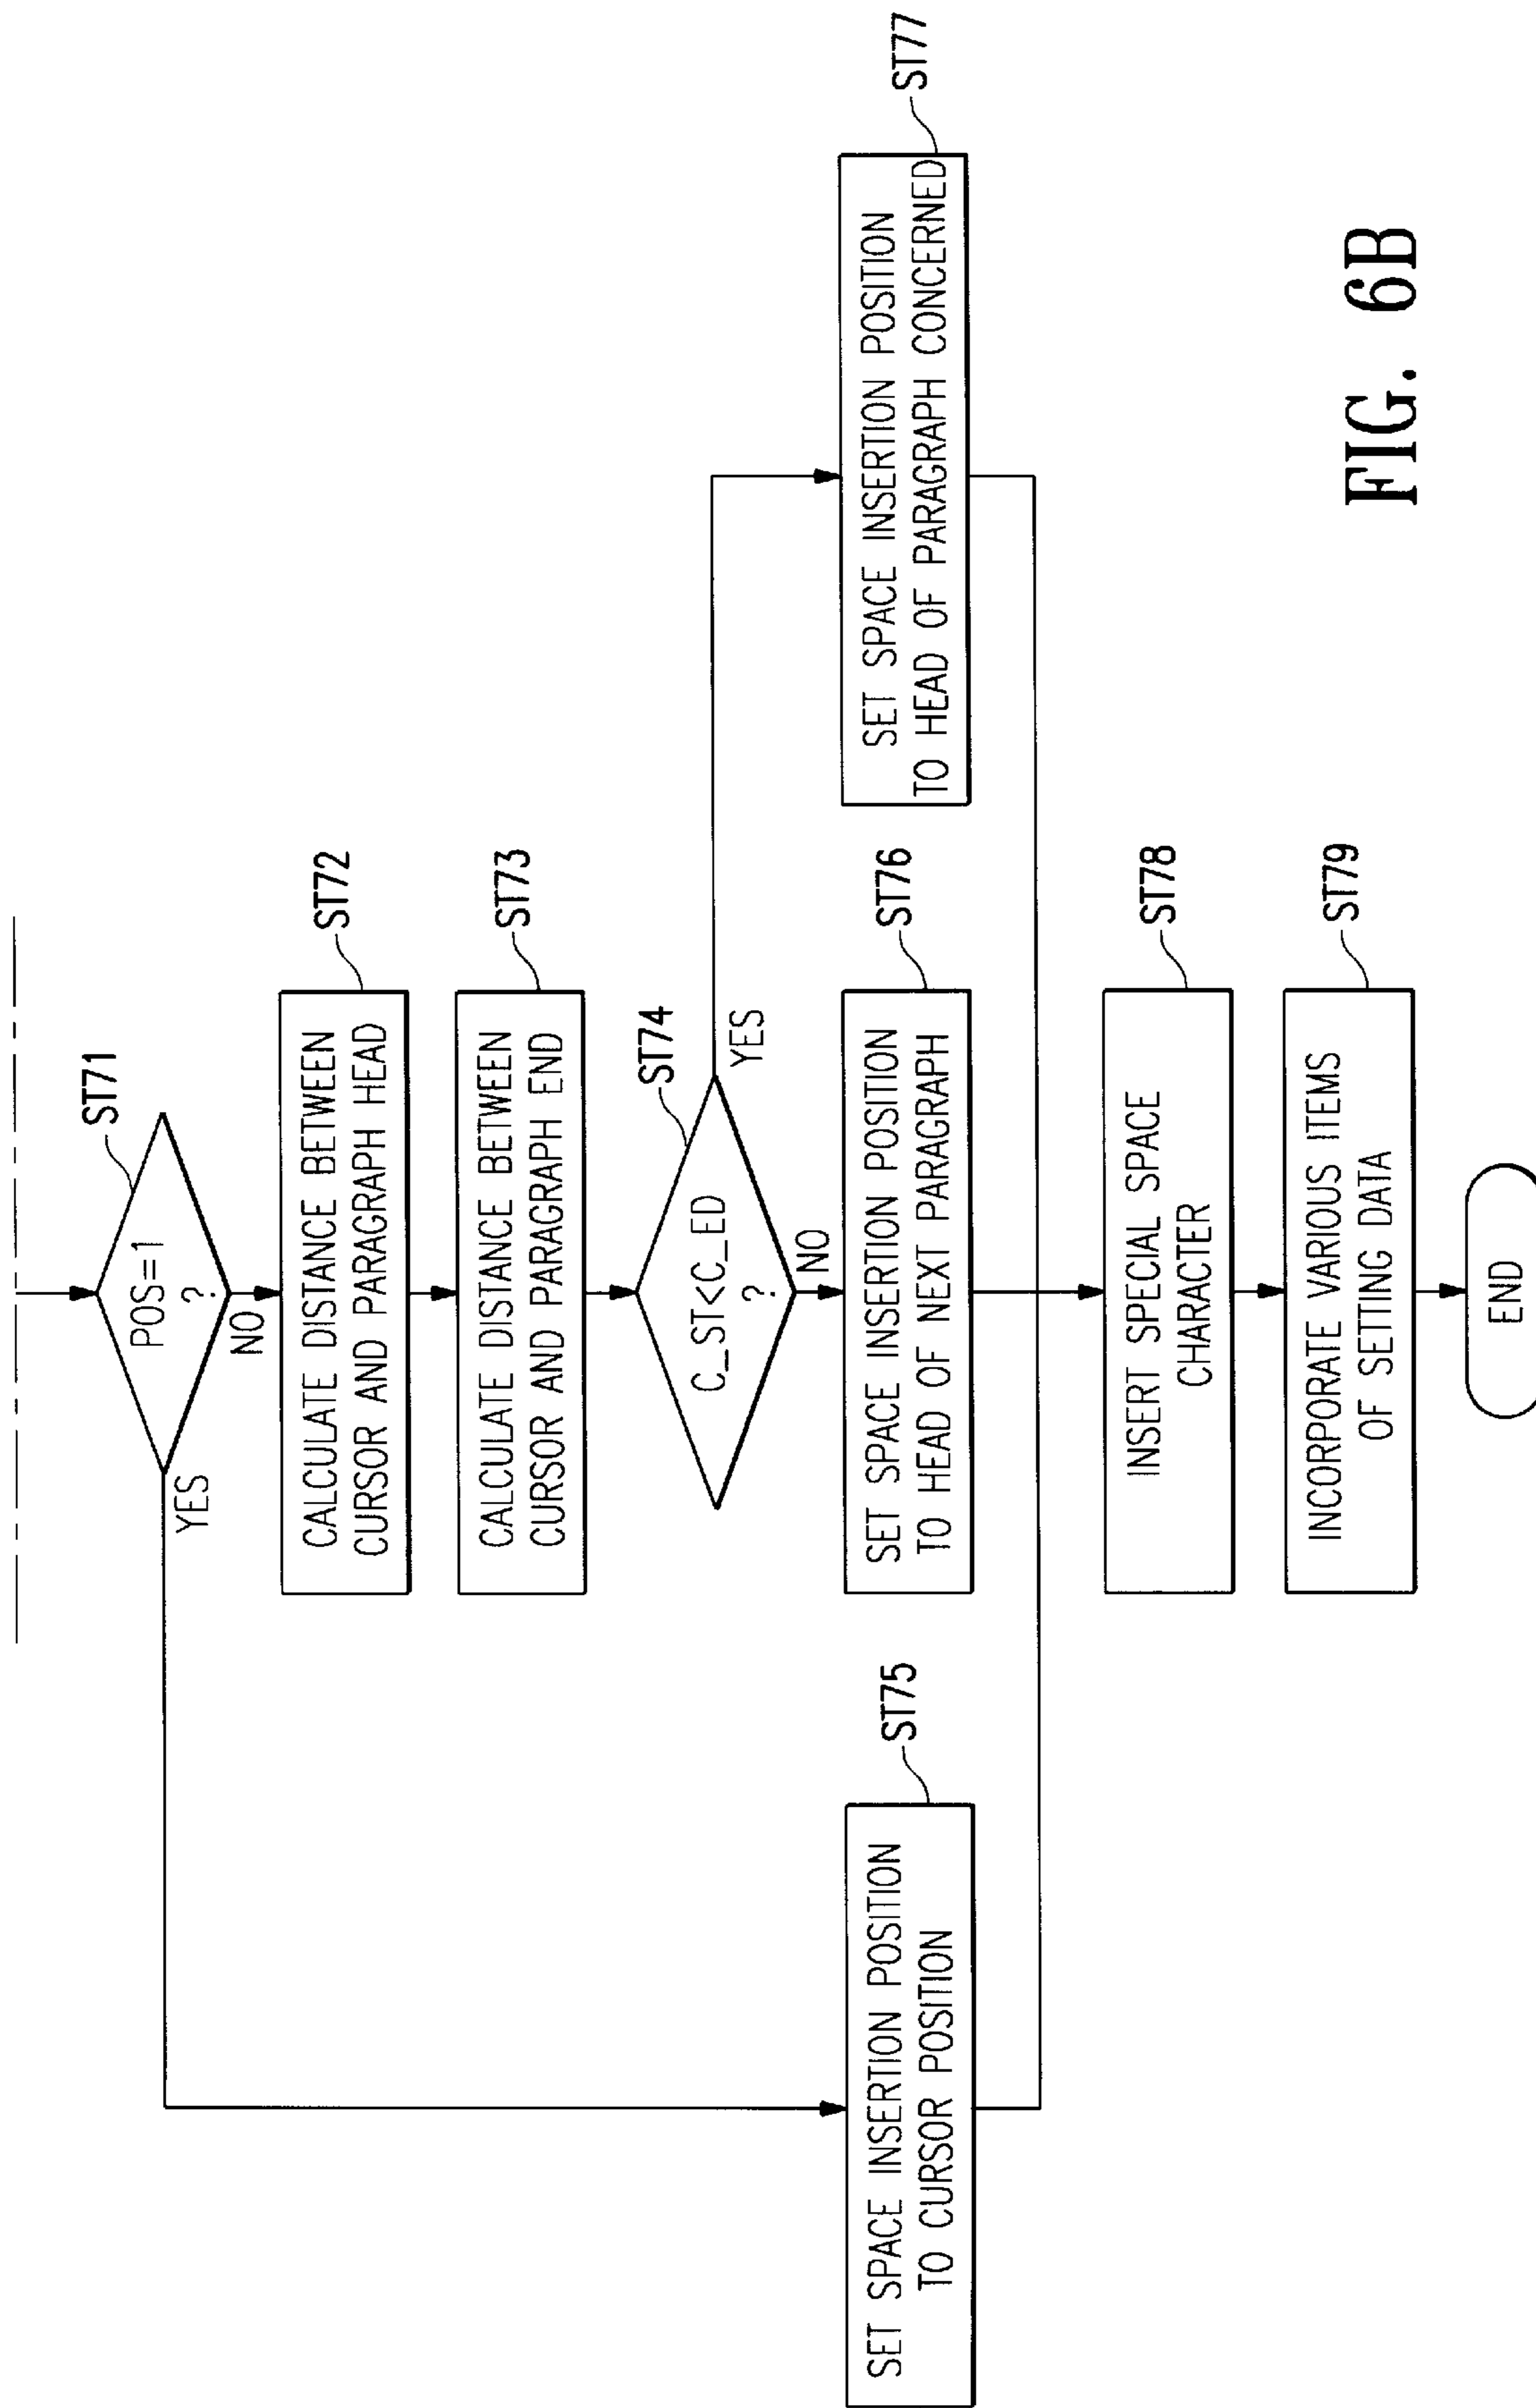 ST71
POS=1
?
YES
NO
ST72
CALCULATE DISTANCE BETWEEN
CURSOR AND PARAGRAPH HEAD
ST73
CALCULATE DISTANCE BETWEEN
CURSOR AND PARAGRAPH END
ST74
C_ST<C_ED
?
YES
NO
ST75
SET SPACE INSERTION POSITION
TO CURSOR POSITION
ST76
SET SPACE INSERTION POSITION
TO HEAD OF NEXT PARAGRAPH
ST77
SET SPACE INSERTION POSITION
TO HEAD OF PARAGRAPH CONCERNED
ST78
INSERT SPECIAL SPACE
CHARACTER
ST79
INCORPORATE VARIOUS ITEMS
OF SETTING DATA
END
FIG. 6B